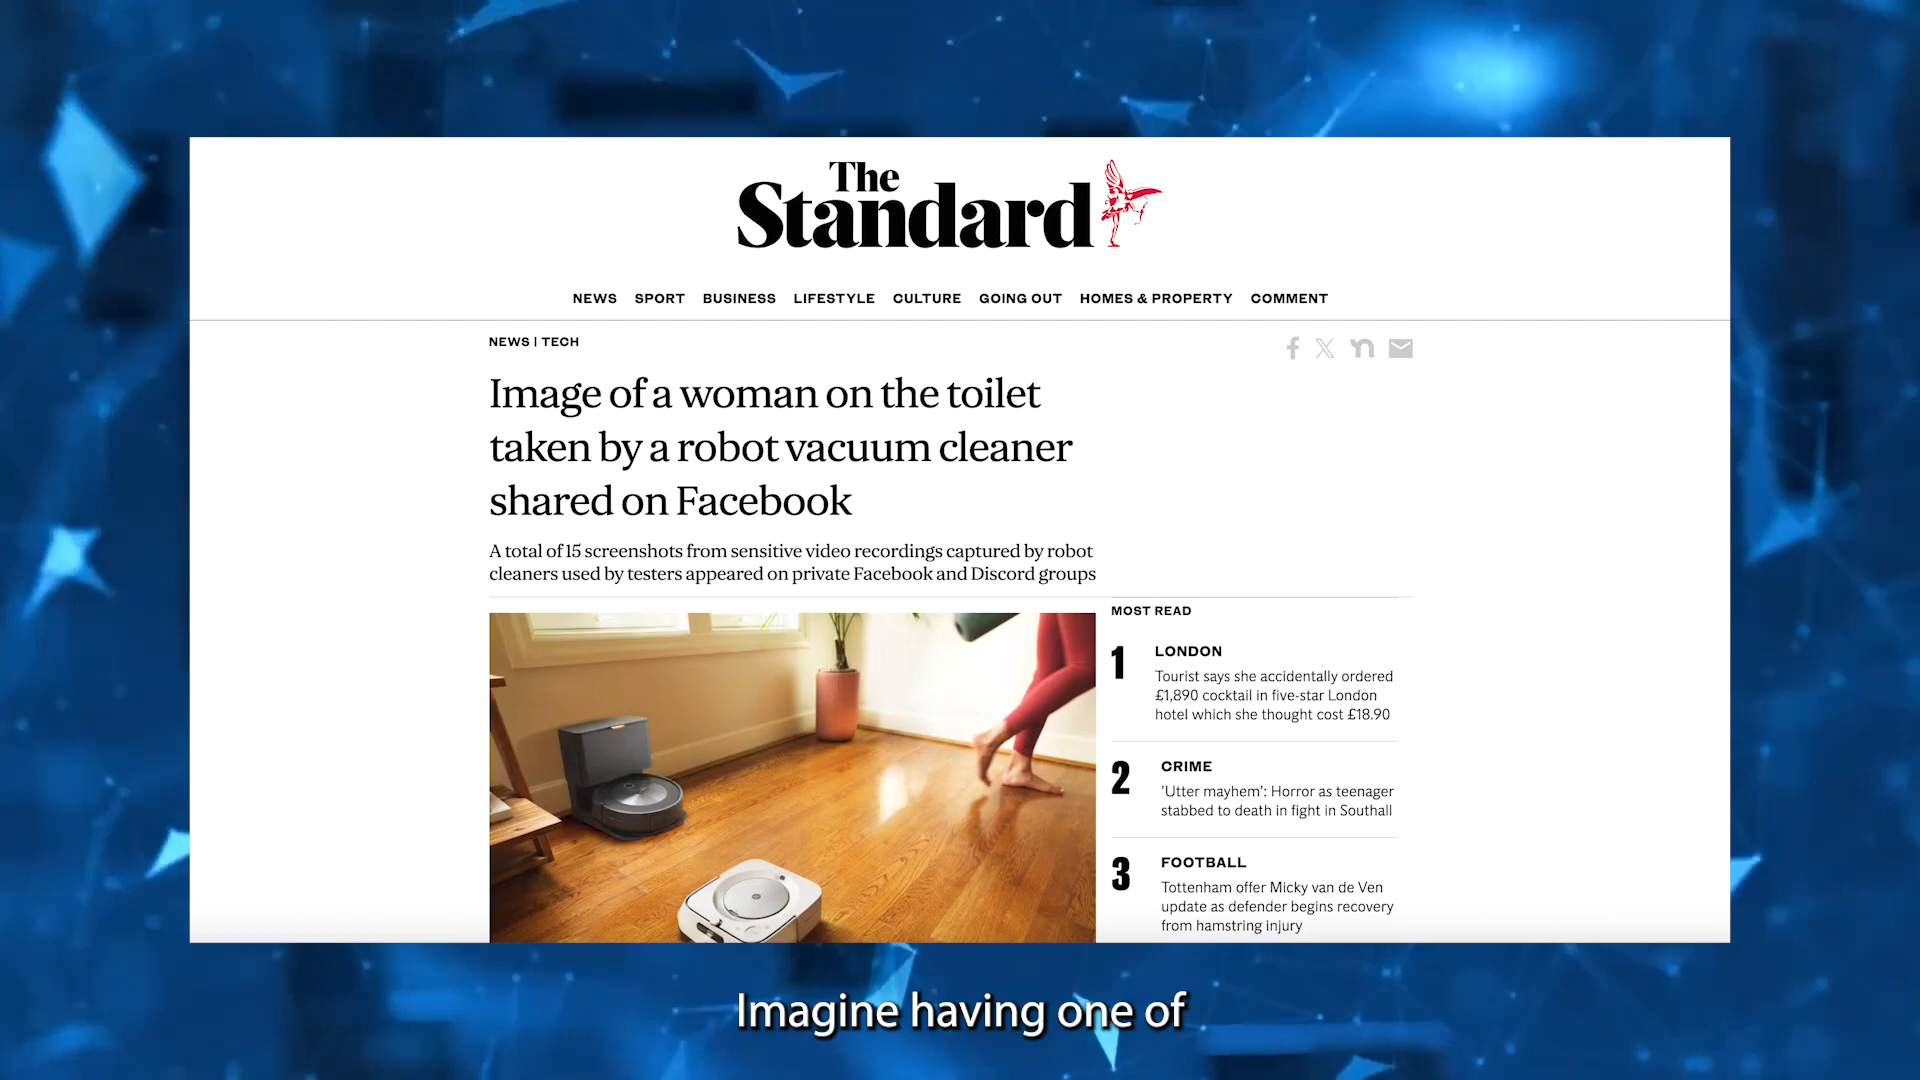 The
Standard
NEWS SPORT BUSINESS LIFESTYLE CULTURE GOING OUT HOMES & PROPERTY COMMENT
NEWS | TECH
Image of a woman on the toilet
taken by a robot vacuum cleaner
shared on Facebook
A total of 15 screenshots from sensitive video recordings captured by robot
cleaners used by testers appeared on private Facebook and Discord groups
MOST READ
1 LONDON
Tourist says she accidentally ordered
£1,890 cocktail in five-star London
hotel which she thought cost £18.90
2 CRIME
'Utter mayhem': Horror as teenager
stabbed to death in fight in Southall
3 FOOTBALL
Tottenham offer Micky van de Ven
update as defender begins recovery
from hamstring injury
Imagine having one of